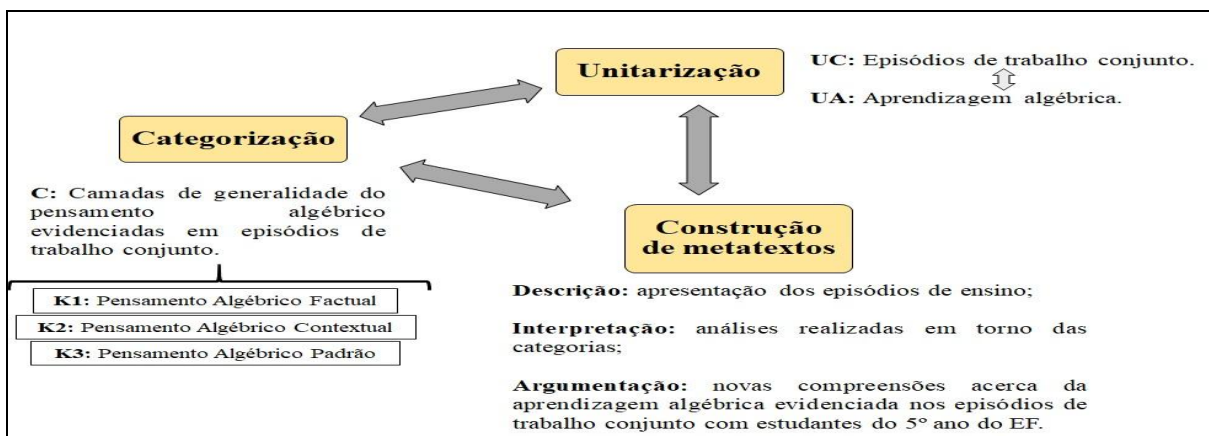 Unitarização
UC: Episódios de trabalho conjunto.
UA: Aprendizagem algébrica.
Categorização
C: Camadas de generalidade do
pensamento algébrico
evidenciadas em episódios de
trabalho conjunto.
K1: Pensamento Algébrico Factual
K2: Pensamento Algébrico Contextual
K3: Pensamento Algébrico Padrão
Construção
de metatextos
Descrição: apresentação dos episódios de ensino;
Interpretação: análises realizadas em torno das
categorias;
Argumentação: novas compreensões acerca da
aprendizagem algébrica evidenciada nos episódios de
trabalho conjunto com estudantes do 5º ano do EF.